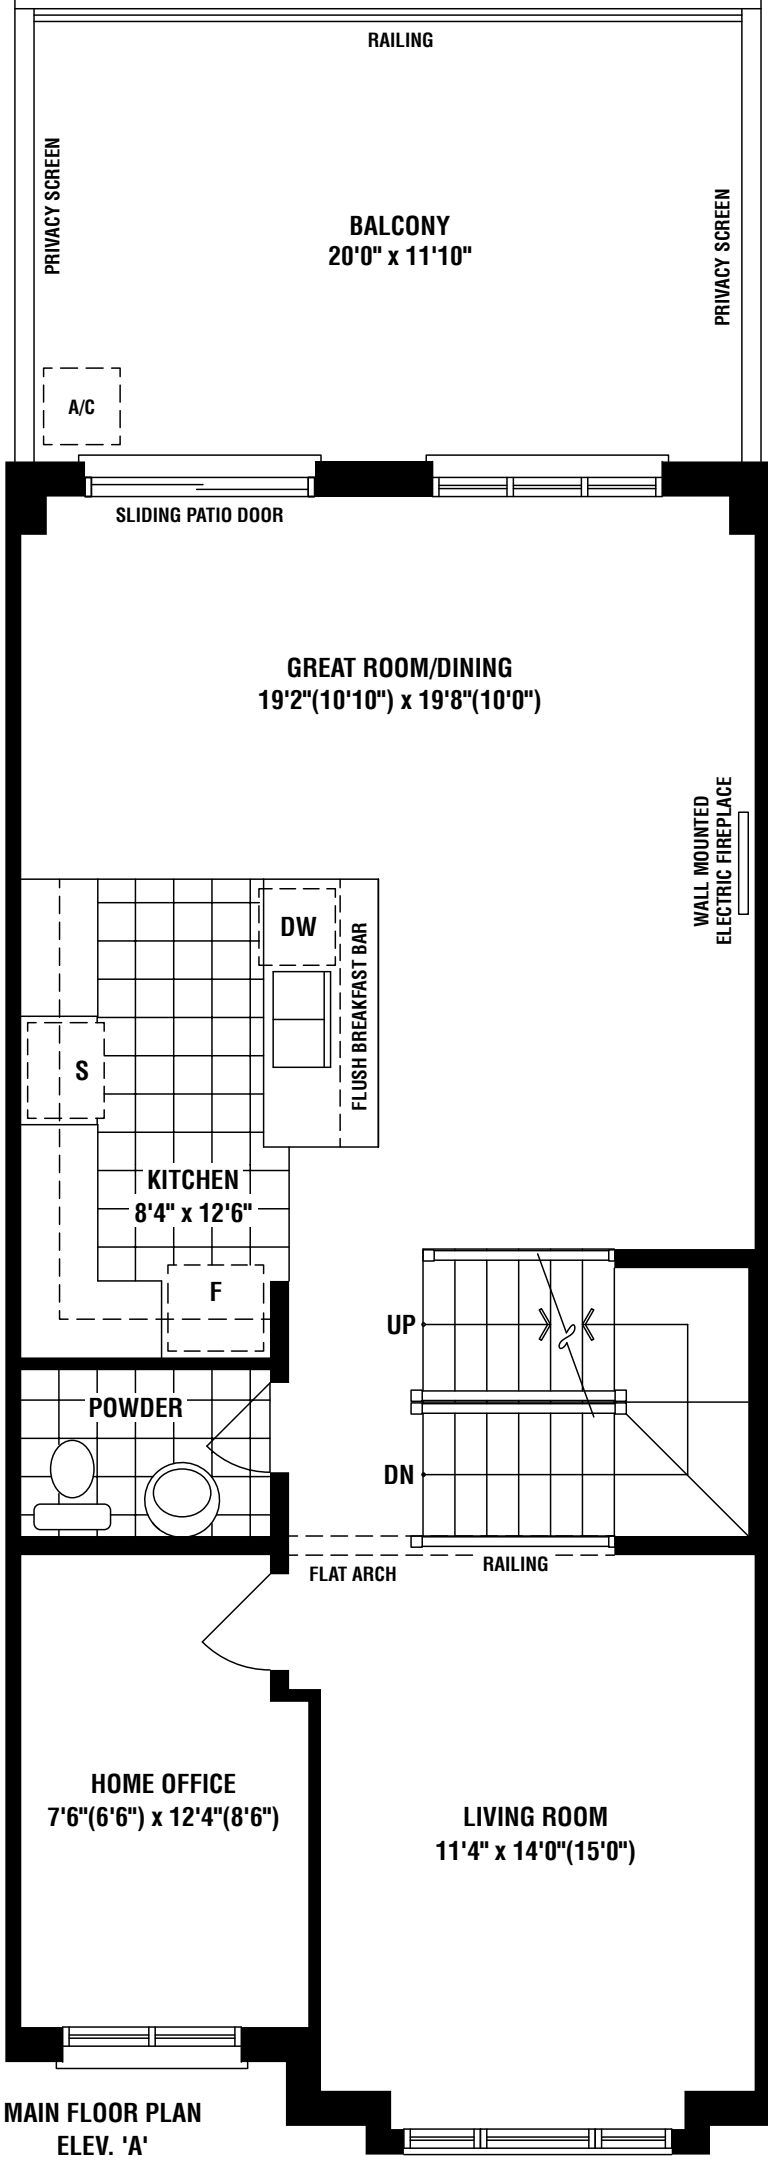 RAILING
PRIVACY SCREEN
PRIVACY SCREEN
BALCONY
20'0" x 11'10"
A/C
SLIDING PATIO DOOR
GREAT ROOM/DINING
19'2"(10'10") x 19'8"(10'0")
WALL MOUNTED
ELECTRIC FIREPLACE
DW
FLUSH BREAKFAST BAR
S
KITCHEN
8'4" x 12'6"
F
UP
POWDER
DN
FLAT ARCH
RAILING
HOME OFFICE
7'6"(6'6") x 12'4"(8'6")
LIVING ROOM
11'4" x 14'0"(15'0")
MAIN FLOOR PLAN
ELEV. 'A'